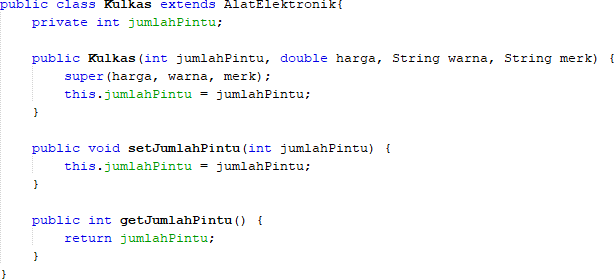 public class Kulkas extends AlatElektronik{
    private int jumlahPintu;

    public Kulkas(int jumlahPintu, double harga, String warna, String merk) {
        super(harga, warna, merk);
        this.jumlahPintu = jumlahPintu;
    }

    public void setJumlahPintu(int jumlahPintu) {
        this.jumlahPintu = jumlahPintu;
    }

    public int getJumlahPintu() {
        return jumlahPintu;
    }
}